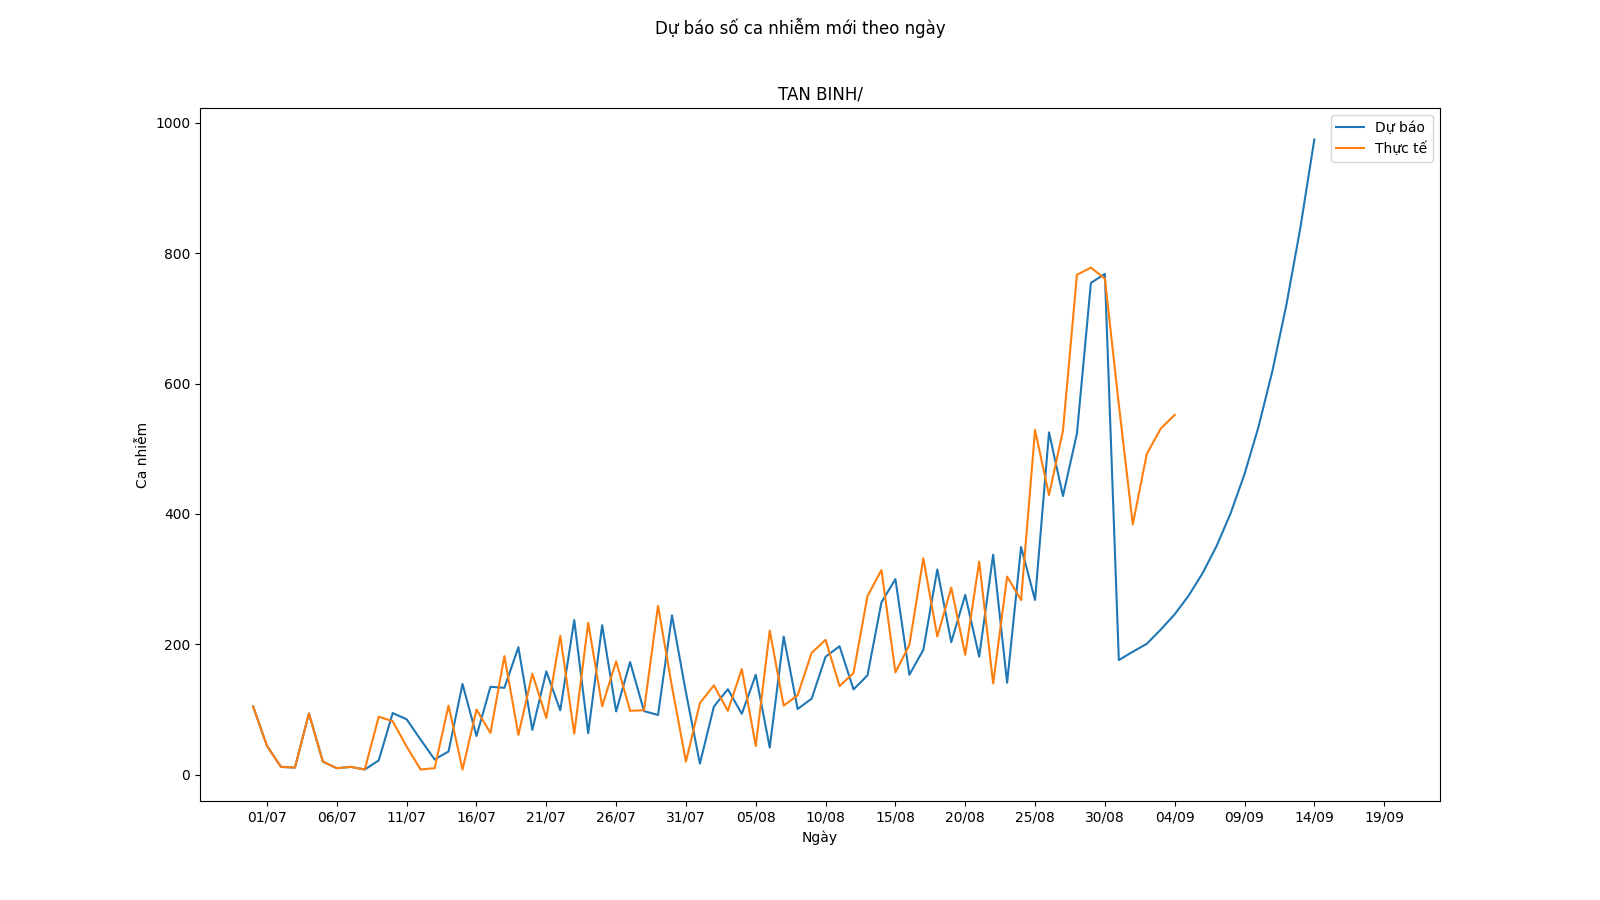 Dự báo số ca nhiễm mới theo ngày
TAN BINH/
1000
800
600
400
200
0
Ca nhiễm
Dự báo
Thực tế
01/07 06/07 11/07 16/07 21/07 26/07 31/07 05/08 10/08 15/08 20/08 25/08 30/08 04/09 09/09 14/09 19/09
Ngày